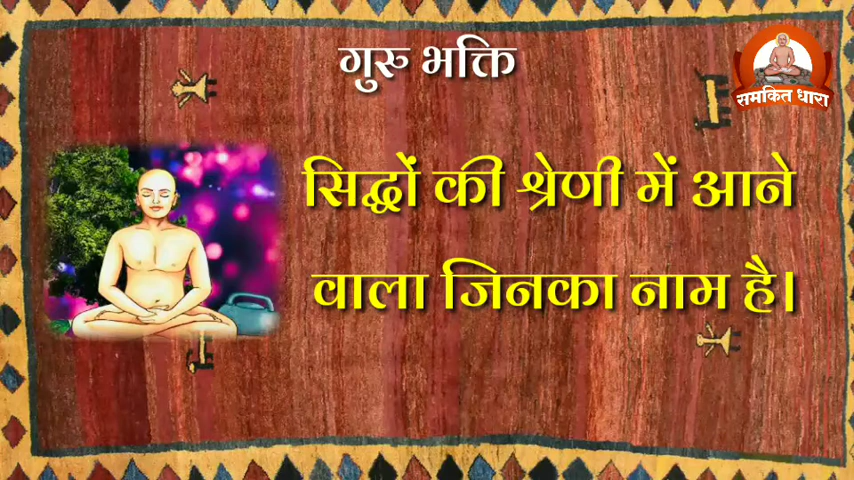 गुरु भक्ति
समकित धारा
सिद्धों की श्रेणी में आने
वाला जिनका नाम है।